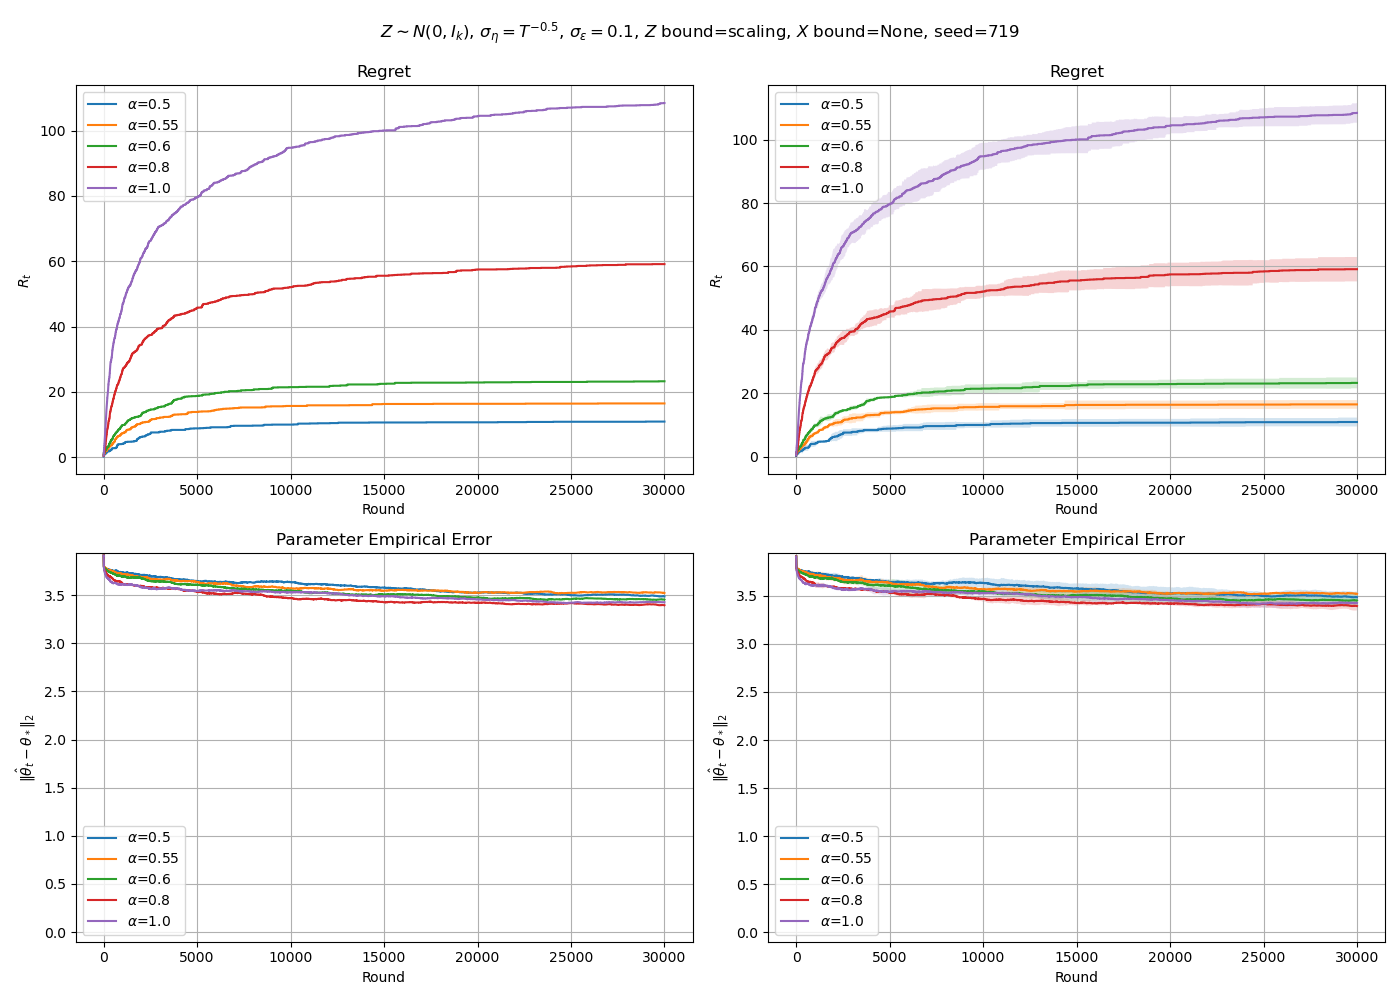 Z ∼ N(0, I_k), σ_η = T^{−0.5}, σ_ε = 0.1, Z bound=scaling, X bound=None, seed=719
Regret
R_t
100
80
60
40
20
0
α=0.5
α=0.55
α=0.6
α=0.8
α=1.0
0 5000 10000 15000 20000 25000 30000
Round
Regret
R_t
100
80
60
40
20
0
α=0.5
α=0.55
α=0.6
α=0.8
α=1.0
0 5000 10000 15000 20000 25000 30000
Round
Parameter Empirical Error
‖θ̂_t − θ_*‖_2
3.5
3.0
2.5
2.0
1.5
1.0
0.5
0.0
α=0.5
α=0.55
α=0.6
α=0.8
α=1.0
0 5000 10000 15000 20000 25000 30000
Round
Parameter Empirical Error
‖θ̂_t − θ_*‖_2
3.5
3.0
2.5
2.0
1.5
1.0
0.5
0.0
α=0.5
α=0.55
α=0.6
α=0.8
α=1.0
0 5000 10000 15000 20000 25000 30000
Round